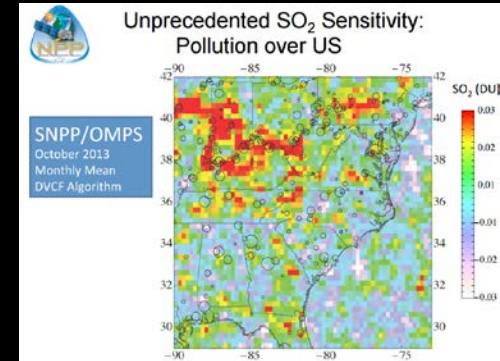 NPP
Unprecedented SO₂ Sensitivity:
Pollution over US
SNPP/OMPS
October 2013
Monthly Mean
DVCF Algorithm
−90 −85 −80 −75
42 42
40 40
38 38
36 36
34 34
32 32
30 30
−90 −85 −80 −75
SO₂ [DU]
0.03
0.02
0.01
-0.01
-0.02
-0.03